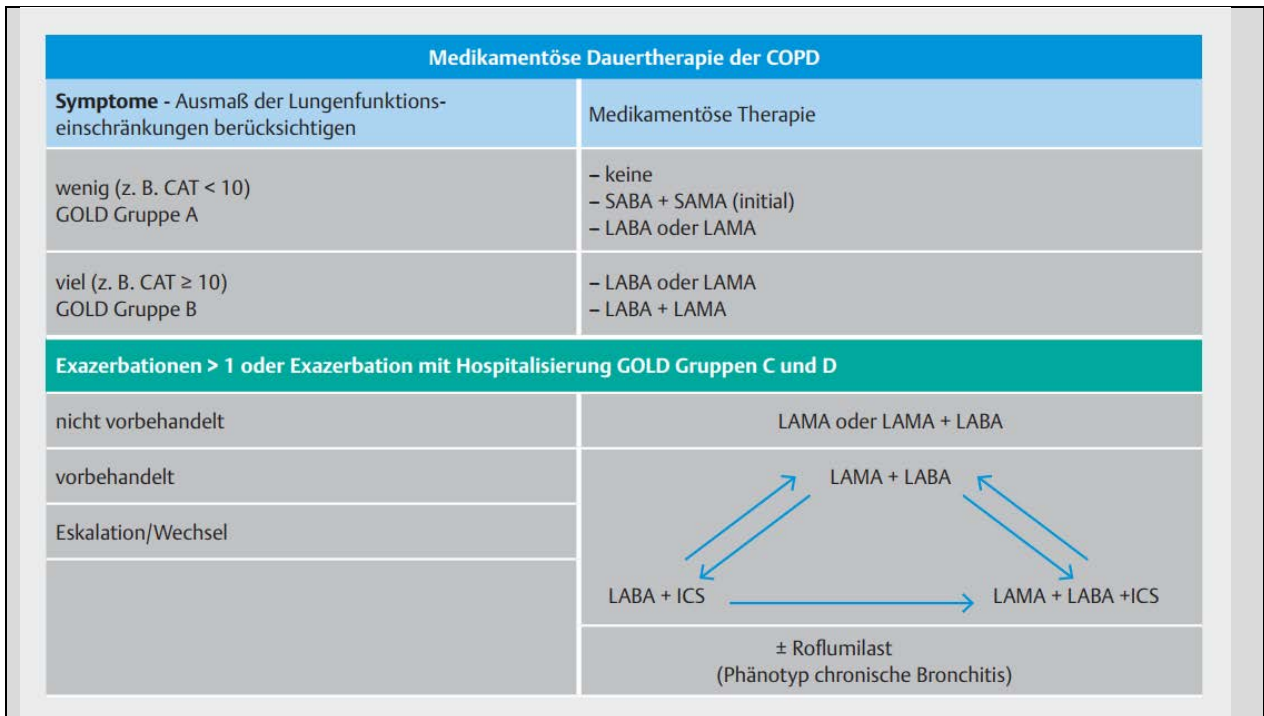 Medikamentöse Dauertherapie der COPD
Symptome - Ausmaß der Lungenfunktions-
einschränkungen berücksichtigen
Medikamentöse Therapie
wenig (z. B. CAT < 10)
GOLD Gruppe A
– keine
– SABA + SAMA (initial)
– LABA oder LAMA
viel (z. B. CAT ≥ 10)
GOLD Gruppe B
– LABA oder LAMA
– LABA + LAMA
Exazerbationen > 1 oder Exazerbation mit Hospitalisierung GOLD Gruppen C und D
nicht vorbehandelt
LAMA oder LAMA + LABA
vorbehandelt
LAMA + LABA
Eskalation/Wechsel
LABA + ICS
LAMA + LABA +ICS
± Roflumilast
(Phänotyp chronische Bronchitis)